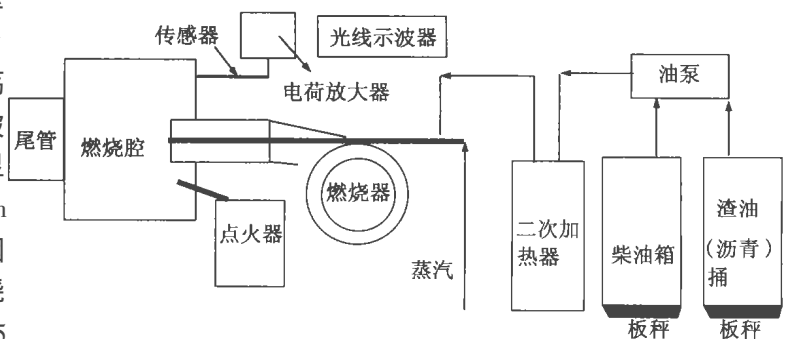 传感器
光线示波器
电荷放大器
油泵
尾管
燃烧腔
燃烧器
点火器
蒸汽
二次加
热器
柴油箱
渣油
(沥青)
捅
板秤
板秤